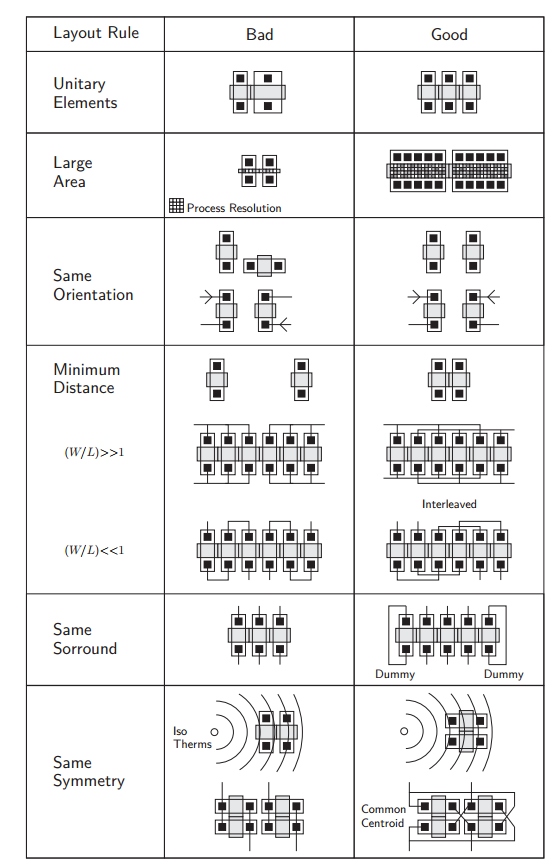 Layout Rule
Bad
Good
Unitary
Elements
Large
Area
Process Resolution
Same
Orientation
Minimum
Distance
(W/L)>>1
Interleaved
(W/L)<<1
Same
Sorround
Dummy
Dummy
Same
Symmetry
Iso
Therms
Common
Centroid